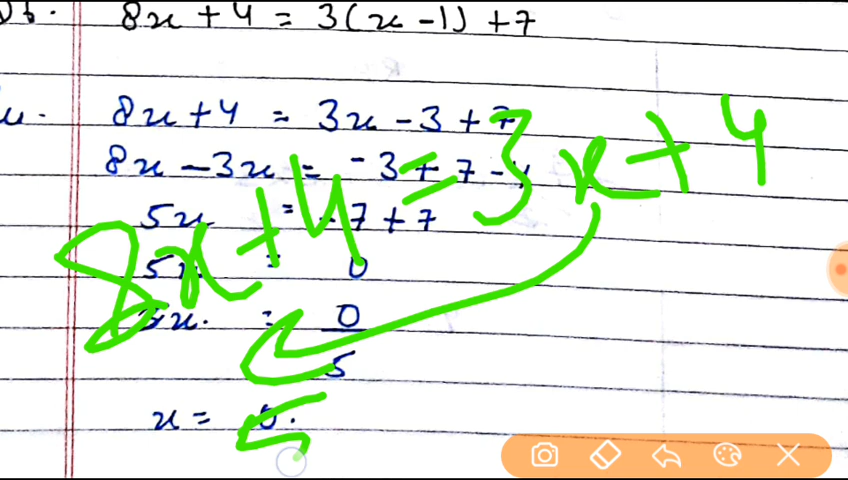 8x + 4 = 3(x - 1) + 7
8x + 4 = 3x - 3 + 7
8x - 3x = -3 + 7 - 4
5x = -7 + 7
5x = 0
x = 0
5
x = 0.
8x + 4 = 3x + 4